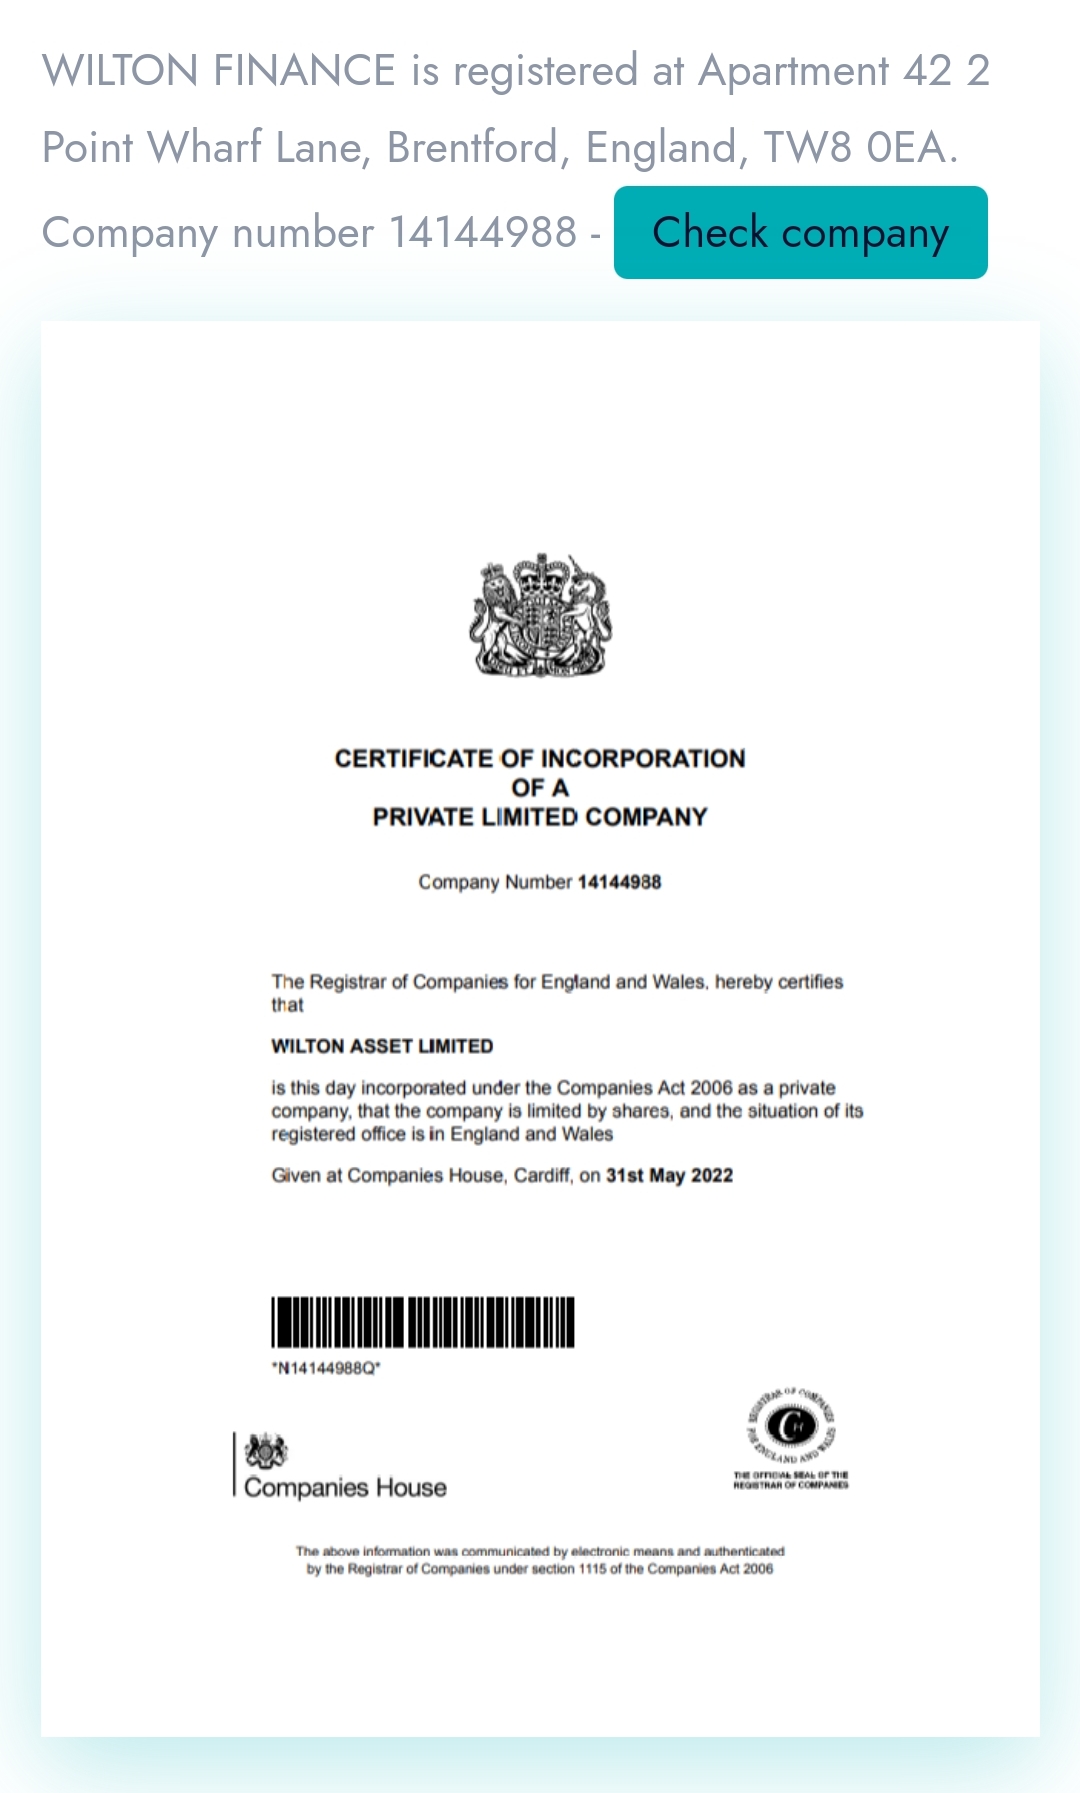 WILTON FINANCE is registered at Apartment 42 2
Point Wharf Lane, Brentford, England, TW8 0EA.
Company number 14144988 - Check company
CERTIFICATE OF INCORPORATION
OF A
PRIVATE LIMITED COMPANY
Company Number 14144988
The Registrar of Companies for England and Wales, hereby certifies
that
WILTON ASSET LIMITED
is this day incorporated under the Companies Act 2006 as a private
company, that the company is limited by shares, and the situation of its
registered office is in England and Wales
Given at Companies House, Cardiff, on 31st May 2022
*N14144988Q*
REGISTRAR OF COMPANIES
FOR ENGLAND AND WALES
C H
THE OFFICIAL SEAL OF THE
REGISTRAR OF COMPANIES
Companies House
The above information was communicated by electronic means and authenticated
by the Registrar of Companies under section 1115 of the Companies Act 2006